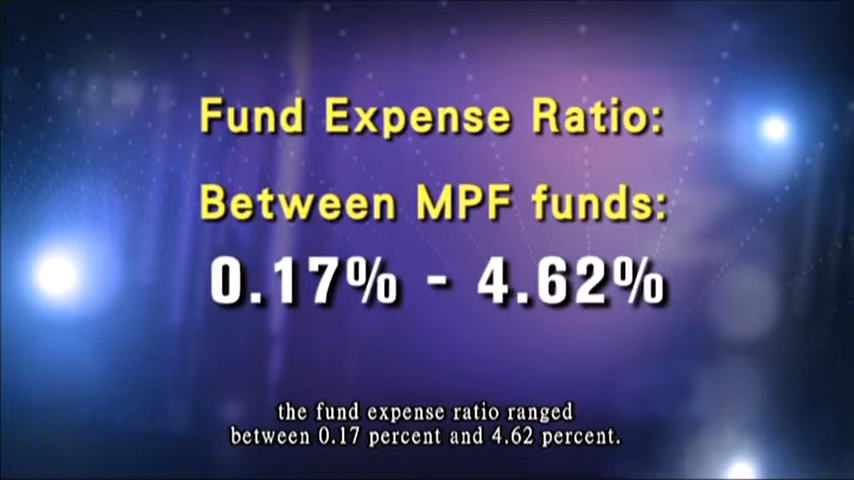 Fund Expense Ratio:
Between MPF funds:
0.17% - 4.62%
the fund expense ratio ranged
between 0.17 percent and 4.62 percent.